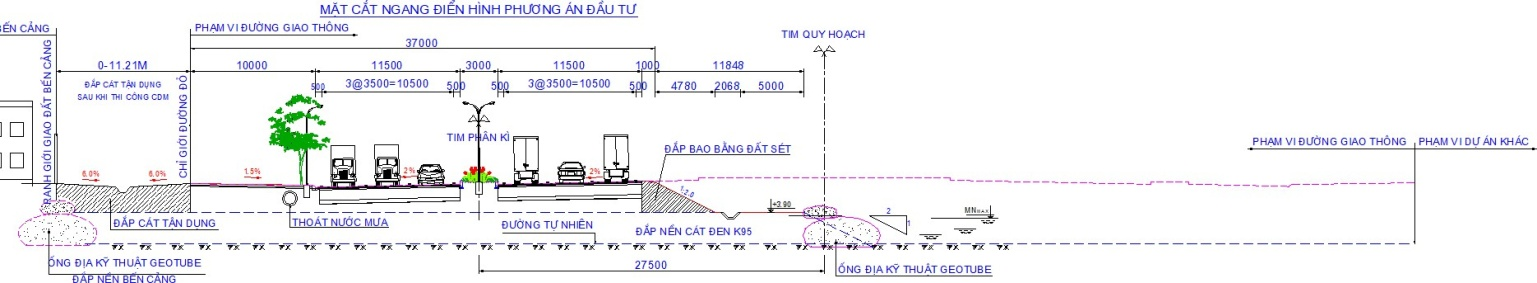 MẶT CẮT NGANG ĐIỂN HÌNH PHƯƠNG ÁN ĐẦU TƯ
BẾN CẢNG
PHẠM VI ĐƯỜNG GIAO THÔNG
TIM QUY HOẠCH
37000
0-11.21M
10000
11500
3000
11500
1000
11848
ĐẮP CÁT TẬN DỤNG
SAU KHI THI CÔNG CDM
500
3@3500=10500
500
500
3@3500=10500
500
4780
2068
5000
RANH GIỚI GIAO ĐẤT BẾN CẢNG
CHỈ GIỚI ĐƯỜNG ĐỎ
TIM PHÂN KÌ
ĐẮP BAO BẰNG ĐẤT SÉT
PHẠM VI ĐƯỜNG GIAO THÔNG
PHẠM VI DỰ ÁN KHÁC
6.0%
6.0%
1.5%
2%
2%
1:2.0
+3.90
2
1
MNMAX
ĐẮP CÁT TẬN DỤNG
THOÁT NƯỚC MƯA
ĐƯỜNG TỰ NHIÊN
ĐẮP NỀN CÁT ĐEN K95
ỐNG ĐỊA KỸ THUẬT GEOTUBE
ĐẮP NỀN BẾN CẢNG
27500
ỐNG ĐỊA KỸ THUẬT GEOTUBE